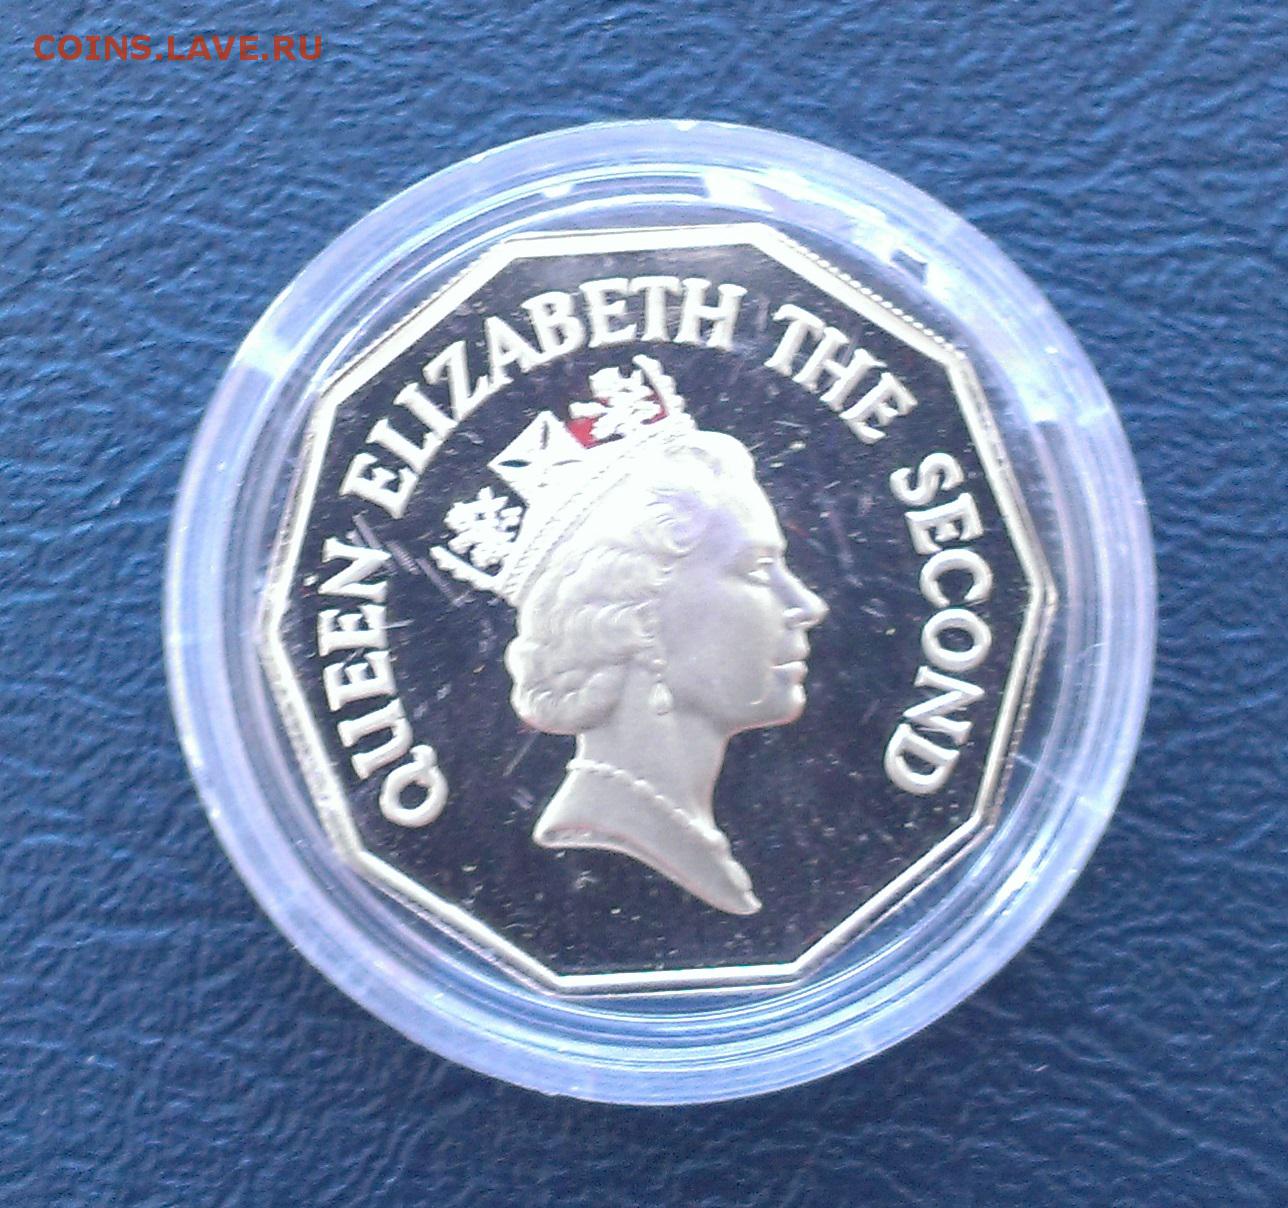 COINS.LAVE.RU
QUEEN ELIZABETH THE SECOND